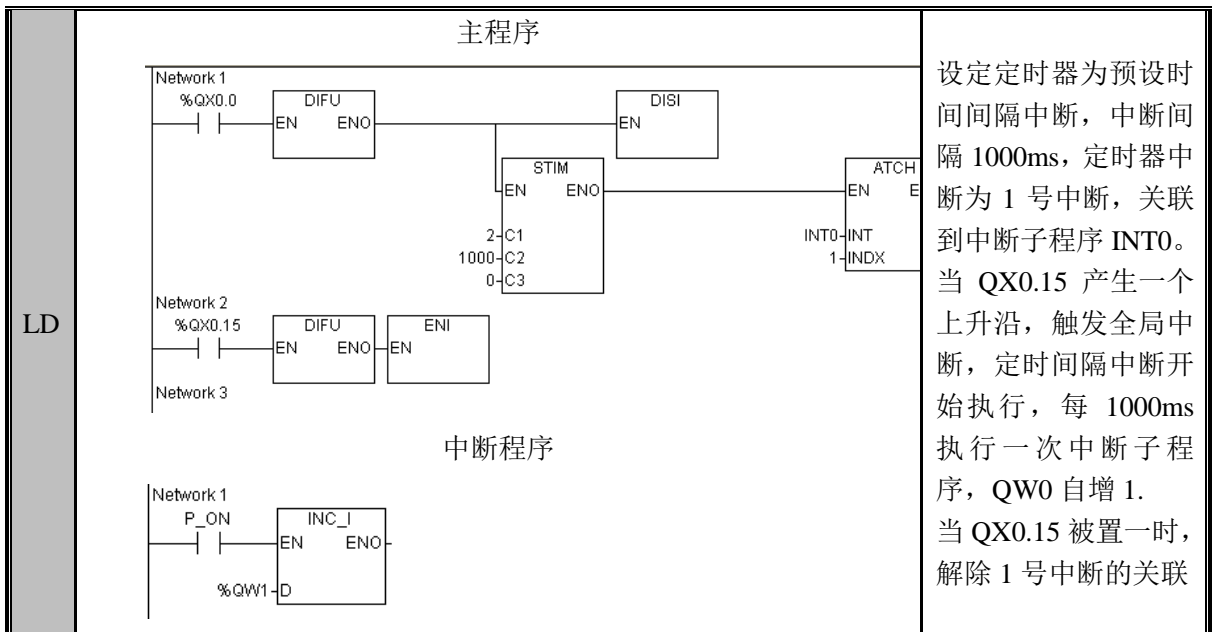 LD
主程序
Network 1
%QX0.0
DIFU
EN ENO
DISI
EN
STIM
EN ENO
2-C1
1000-C2
0-C3
ATCH
EN E
INT0-INT
1-INDX
Network 2
%QX0.15
DIFU
EN ENO
ENI
EN
Network 3
中断程序
Network 1
P_ON
INC_I
EN ENO
%QW1-D
设定定时器为预设时
间间隔中断，中断间
隔 1000ms，定时器中
断为 1 号中断，关联
到中断子程序 INT0。
当 QX0.15 产生一个
上升沿，触发全局中
断，定时间隔中断开
始执行，每 1000ms
执行一次中断子程
序，QW0 自增 1.
当 QX0.15 被置一时，
解除 1 号中断的关联